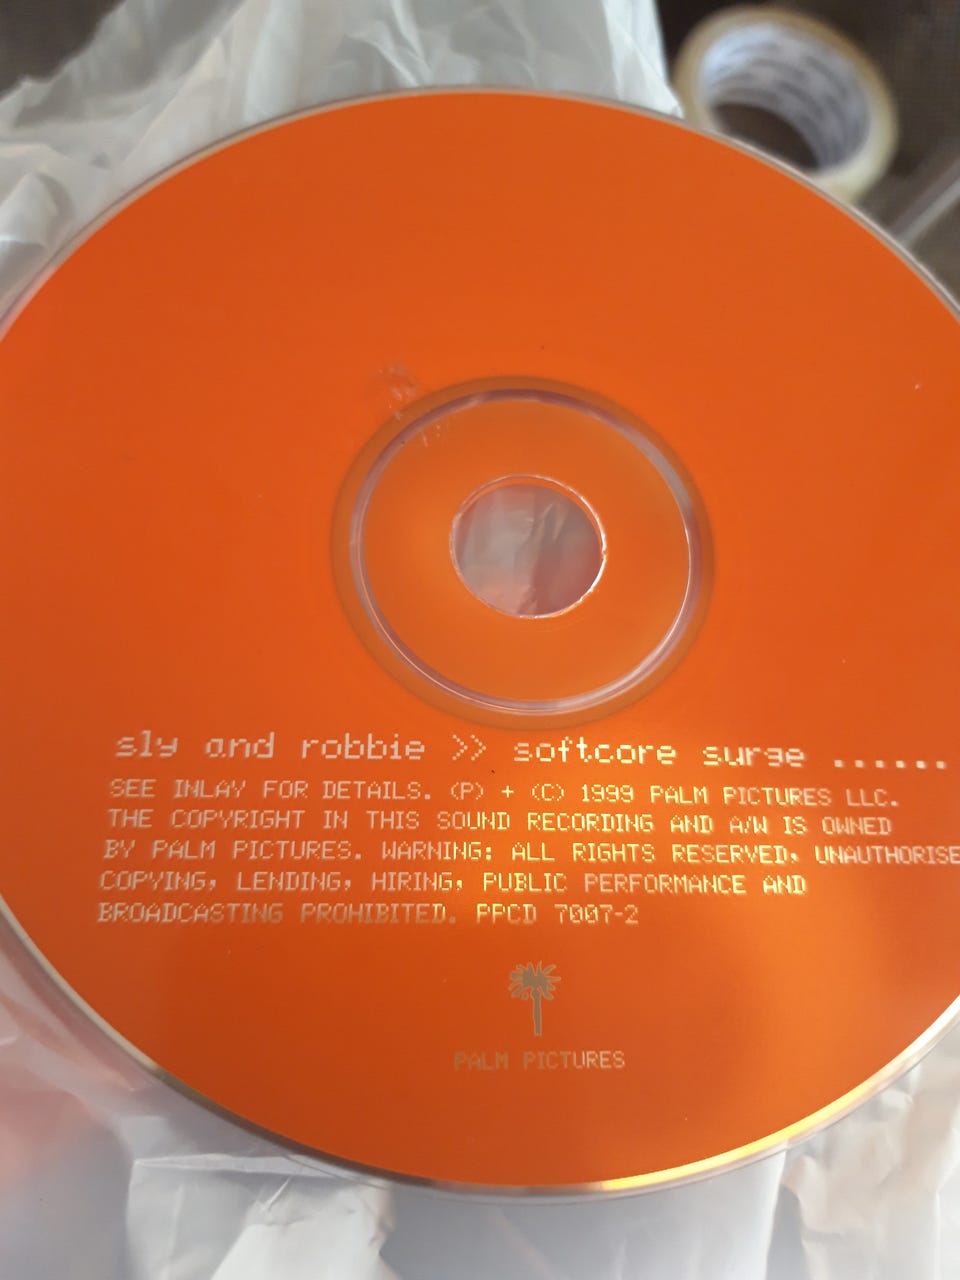 sly and robbie >> softcore surge ......
SEE INLAY FOR DETAILS. (P) + (C) 1999 PALM PICTURES LLC.
THE COPYRIGHT IN THIS SOUND RECORDING AND A/W IS OWNED
BY PALM PICTURES. WARNING: ALL RIGHTS RESERVED, UNAUTHORISE
COPYING, LENDING, HIRING, PUBLIC PERFORMANCE AND
BROADCASTING PROHIBITED. PPCD 7007-2
PALM PICTURES